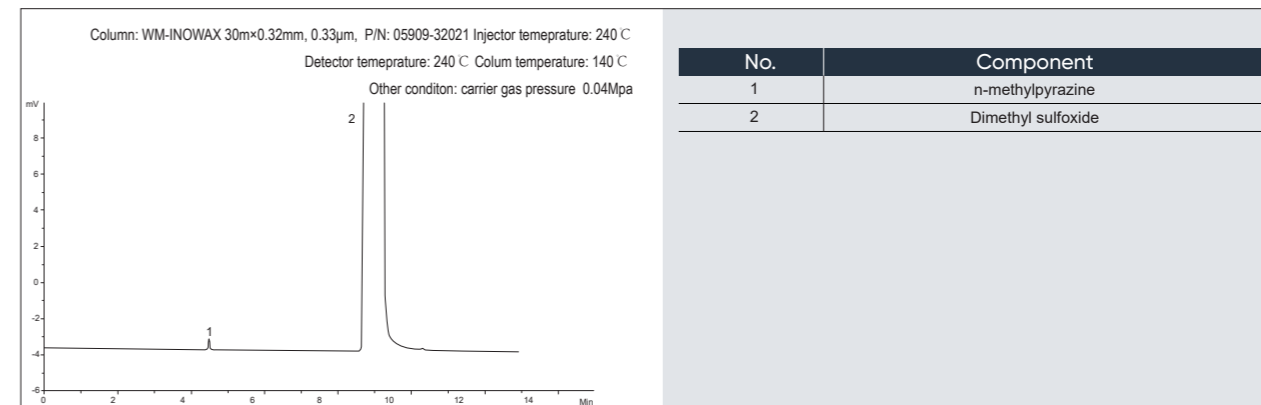 Column: WM-INOWAX 30m×0.32mm, 0.33μm, P/N: 05909-32021 Injector temeprature: 240℃
Detector temeprature: 240℃ Colum temperature: 140℃
Other conditon: carrier gas pressure 0.04Mpa
mV
8
6
4
2
0
-2
-4
-6
2
1
0 2 4 6 8 10 12 14 Min
No. Component
1 n-methylpyrazine
2 Dimethyl sulfoxide